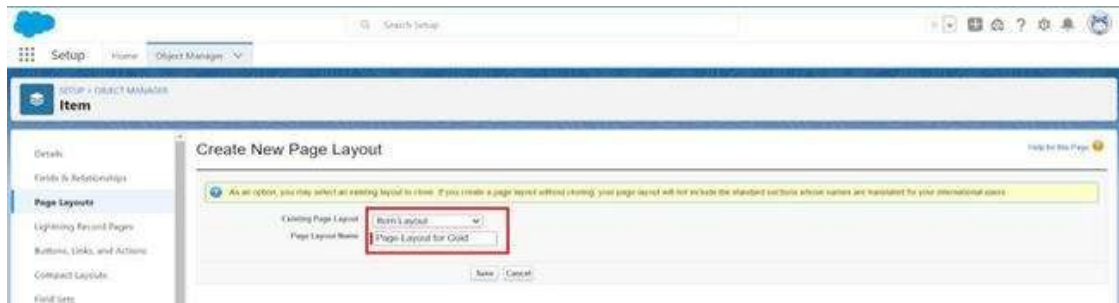 Search Setup
Setup Home Object Manager
SETUP > OBJECT MANAGER
Item
Details
Fields & Relationships
Page Layouts
Lightning Record Pages
Buttons, Links, and Actions
Compact Layouts
Field Sets
Create New Page Layout
Help for this Page
As an option, you may select an existing layout to clone. If you create a page layout without cloning, your page layout will not include the standard sections whose names are translated for your international users.
Existing Page Layout Item Layout
Page Layout Name Page Layout for Gold
Save Cancel